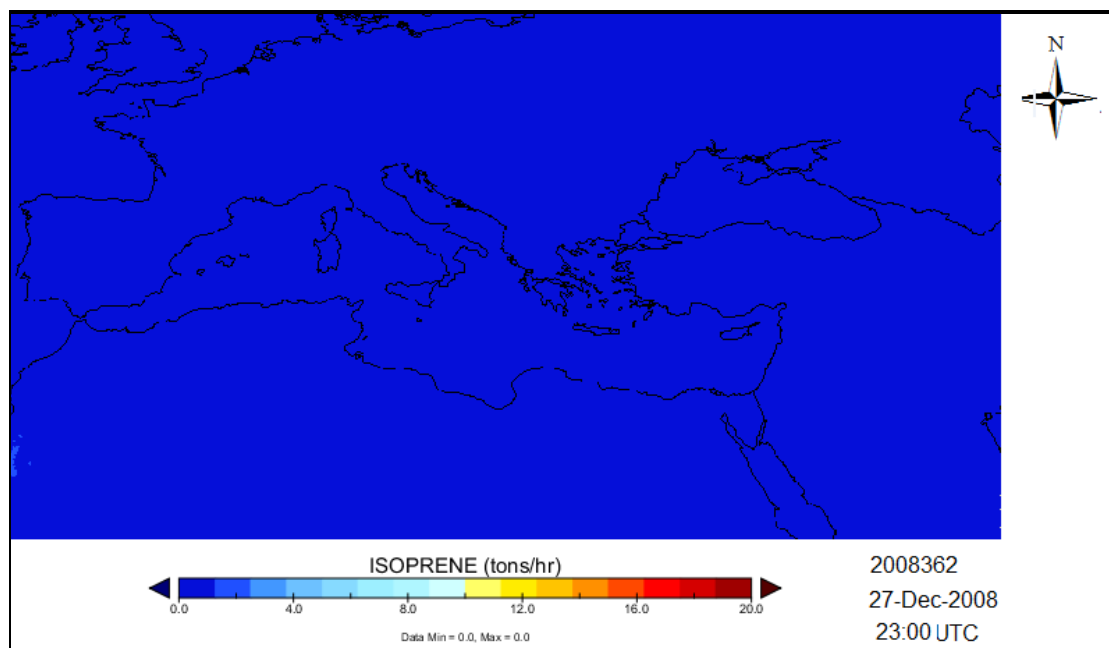 N
ISOPRENE (tons/hr)
0.0 4.0 8.0 12.0 16.0 20.0
Data Min = 0.0, Max = 0.0
2008362
27-Dec-2008
23:00 UTC